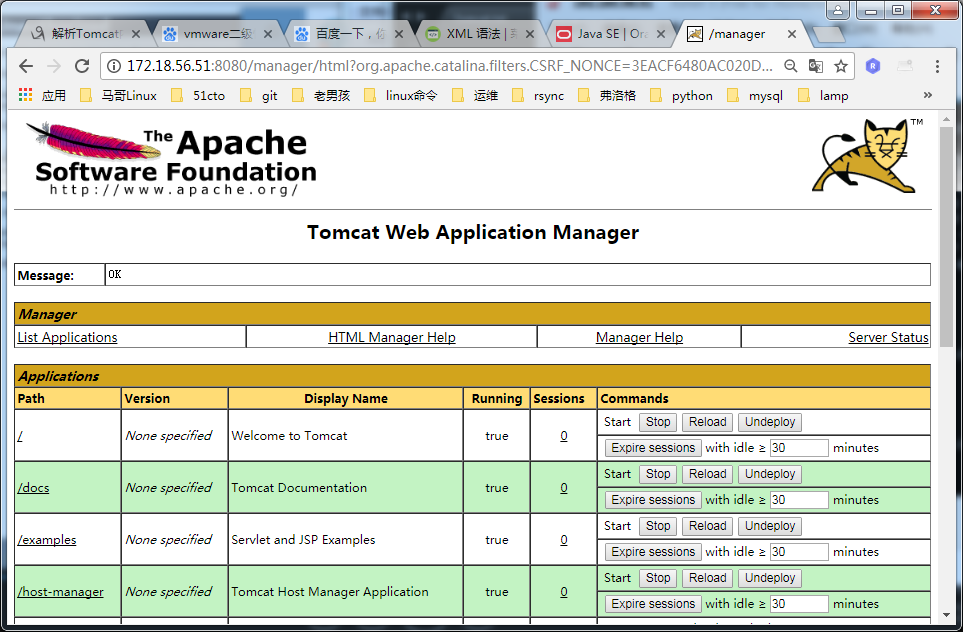 解析Tomcat
vmware二级
百度一下，
XML 语法 |
Java SE | Ora
/manager
172.18.56.51:8080/manager/html?org.apache.catalina.filters.CSRF_NONCE=3EACF6480AC020D...
应用 马哥Linux 51cto git 老男孩 linux命令 运维 rsync 弗洛格 python mysql lamp »
The Apache
Software Foundation
http://www.apache.org/
TM
Tomcat Web Application Manager
Message: OK
Manager
List Applications HTML Manager Help Manager Help Server Status
Applications
Path Version Display Name Running Sessions Commands
/ None specified Welcome to Tomcat true 0 Start Stop Reload Undeploy
Expire sessions with idle ≥ 30 minutes
/docs None specified Tomcat Documentation true 0 Start Stop Reload Undeploy
Expire sessions with idle ≥ 30 minutes
/examples None specified Servlet and JSP Examples true 0 Start Stop Reload Undeploy
Expire sessions with idle ≥ 30 minutes
/host-manager None specified Tomcat Host Manager Application true 0 Start Stop Reload Undeploy
Expire sessions with idle ≥ 30 minutes